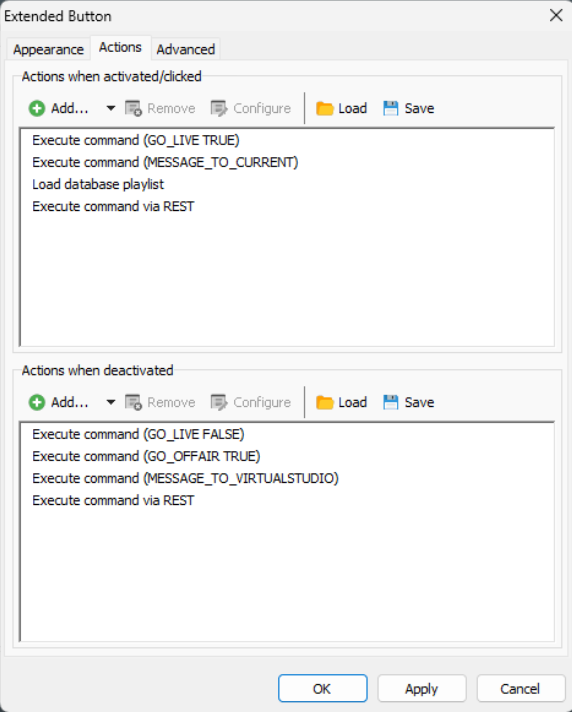 Extended Button
Appearance Actions Advanced
Actions when activated/clicked
Add... Remove Configure Load Save
Execute command (GO_LIVE TRUE)
Execute command (MESSAGE_TO_CURRENT)
Load database playlist
Execute command via REST
Actions when deactivated
Add... Remove Configure Load Save
Execute command (GO_LIVE FALSE)
Execute command (GO_OFFAIR TRUE)
Execute command (MESSAGE_TO_VIRTUALSTUDIO)
Execute command via REST
OK Apply Cancel